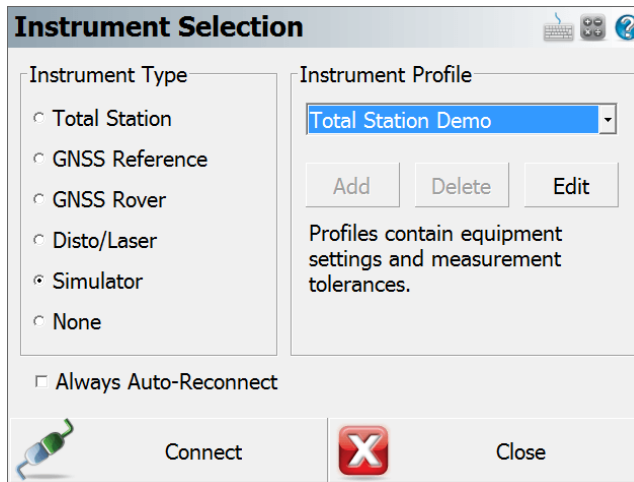 Instrument Selection
Instrument Type
Total Station
GNSS Reference
GNSS Rover
Disto/Laser
Simulator
None
Instrument Profile
Total Station Demo
Add Delete Edit
Profiles contain equipment
settings and measurement
tolerances.
Always Auto-Reconnect
Connect Close